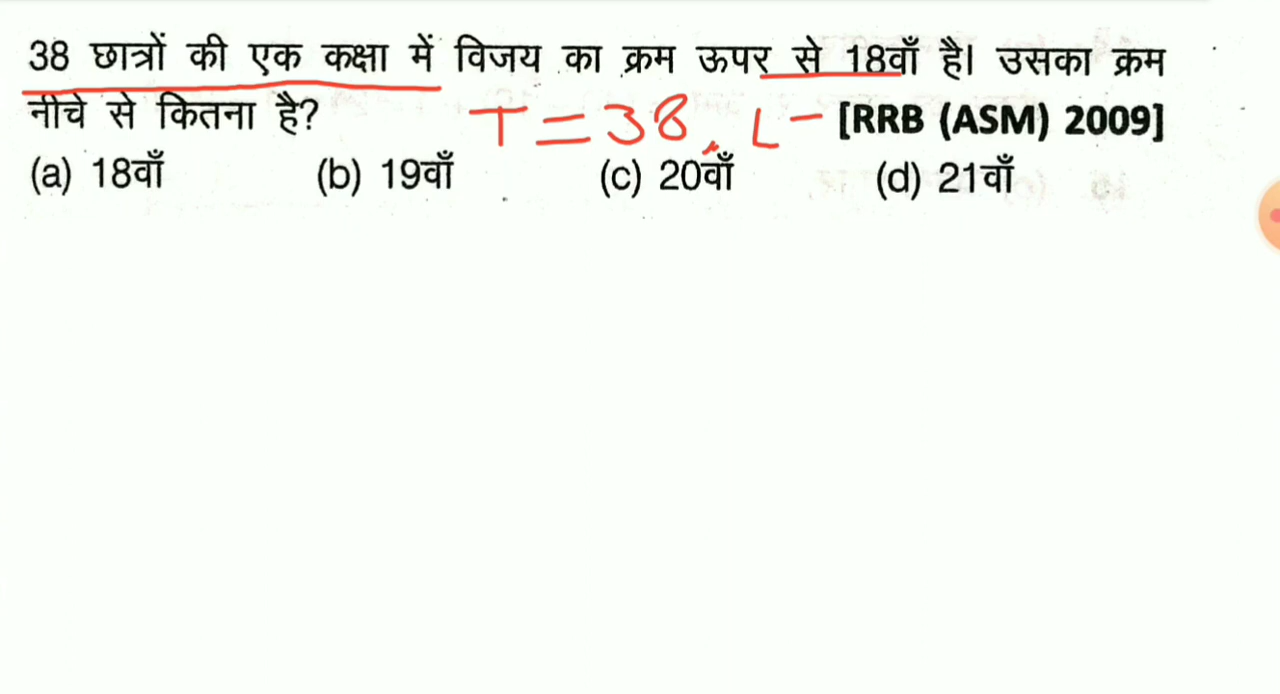 38 छात्रों की एक कक्षा में विजय का क्रम ऊपर से 18वाँ है। उसका क्रम
नीचे से कितना है? T = 38, L - [RRB (ASM) 2009]
(a) 18वाँ (b) 19वाँ (c) 20वाँ (d) 21वाँ